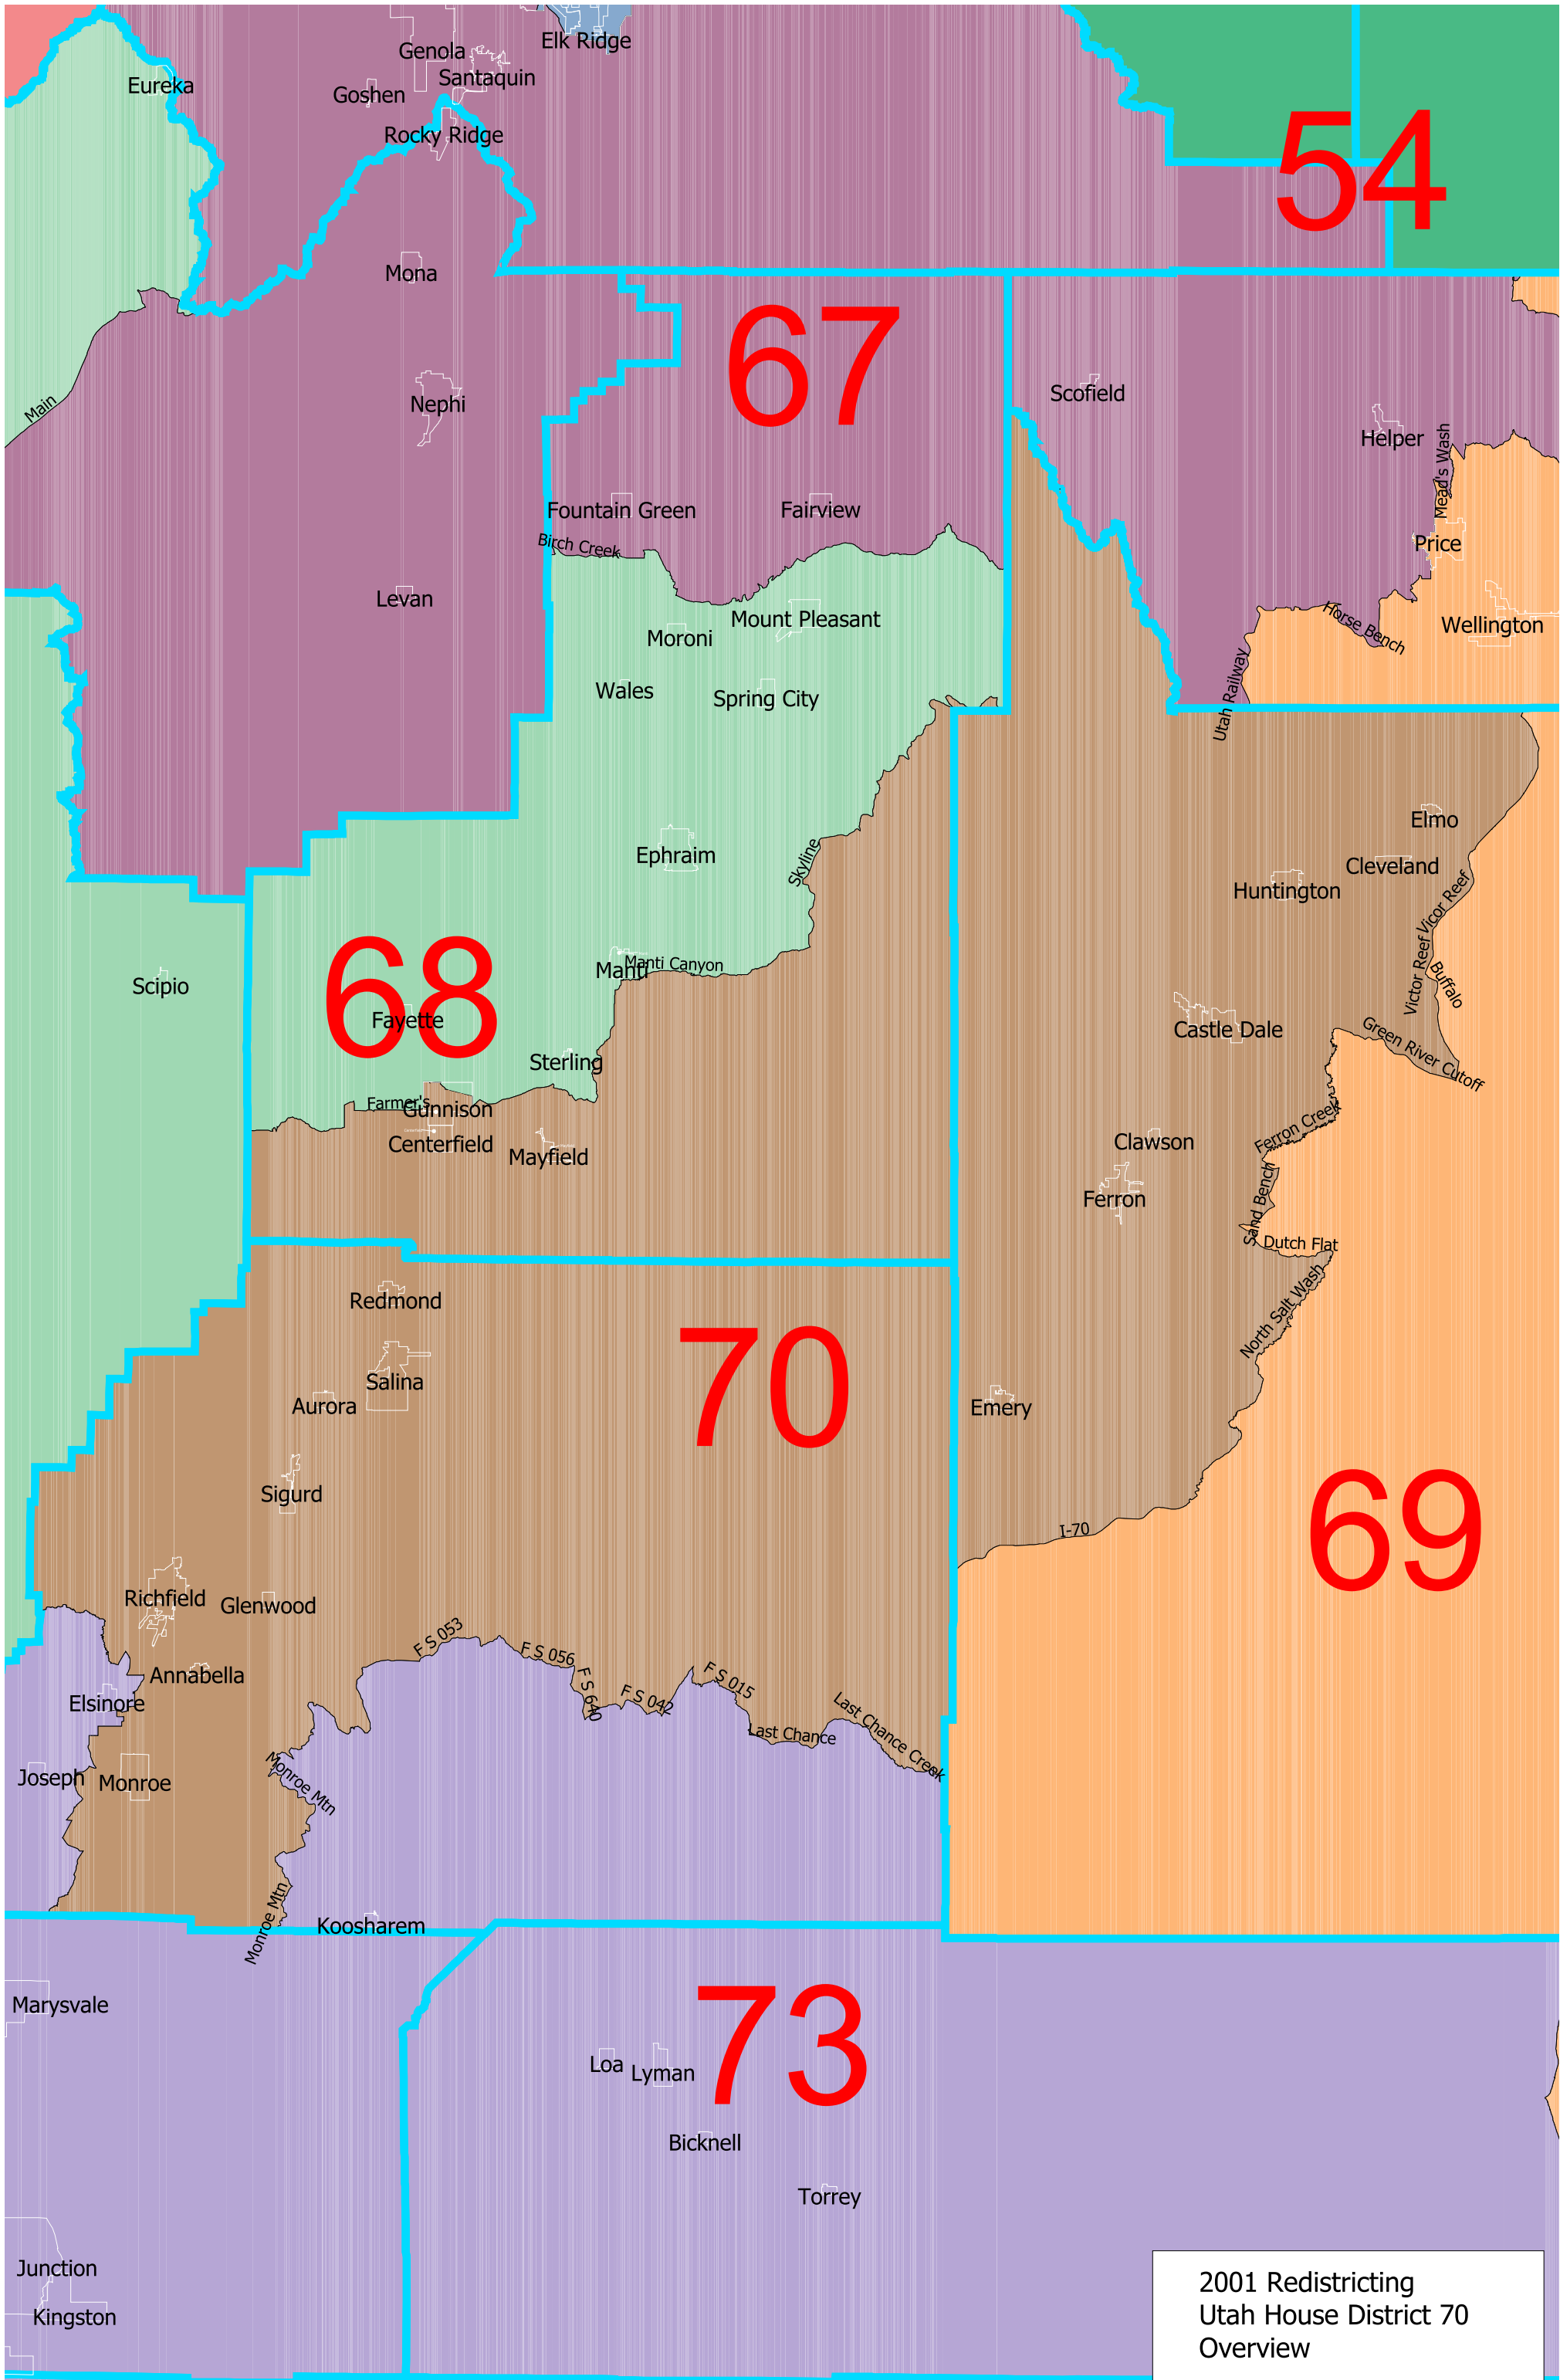 Elk Ridge
Genola
Santaquin
Eureka
Goshen
Rocky Ridge
54
Mona
67
Scofield
Main
Nephi
Helper
Mead's Wash
Fountain Green
Fairview
Birch Creek
Price
Levan
Mount Pleasant
Moroni
Horse Bench
Wellington
Wales
Spring City
Utah Railway
Elmo
Ephraim
Skyline
Cleveland
Huntington
Vicor Reef
Manti
Manti Canyon
Victor Reef
Buffalo
Scipio
68
Fayette
Castle Dale
Green River Cutoff
Sterling
Farmer's
Gunnison
Centerfield
Mayfield
Ferron Creek
Clawson
Ferron
Sand Bench
Dutch Flat
Redmond
North Salt Wash
70
Salina
Aurora
Emery
Sigurd
I-70
69
Richfield
Glenwood
F S 053
F S 056
F S 640
F S 042
F S 015
Annabella
Elsinore
Last Chance
Last Chance Creek
Joseph
Monroe
Monroe Mtn
Monroe Mtn
Koosharem
Marysvale
73
Loa
Lyman
Bicknell
Torrey
Junction
Kingston
2001 Redistricting
Utah House District 70
Overview